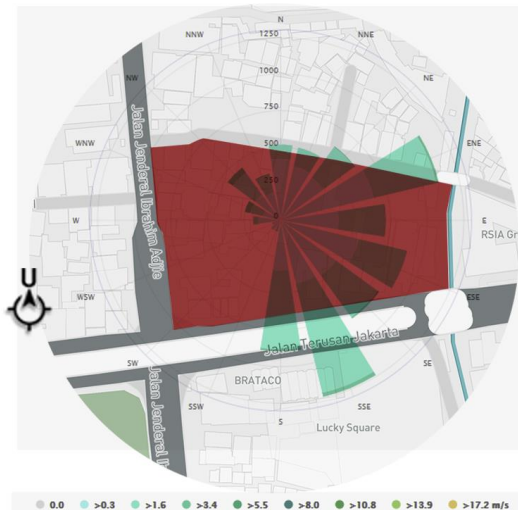 N
1250
NNW
NNE
1000
NW
NE
750
500
WNW
ENE
250
0
W
E
RSIA Gr
Jalan Jenderal Ibrahim Adjie
U
WSW
ESE
Jalan Terusan Jakarta
SW
SE
BRATACO
Jalan Jenderal I
SSW
SSE
S
Lucky Square
0.0 >0.3 >1.6 >3.4 >5.5 >8.0 >10.8 >13.9 >17.2 m/s